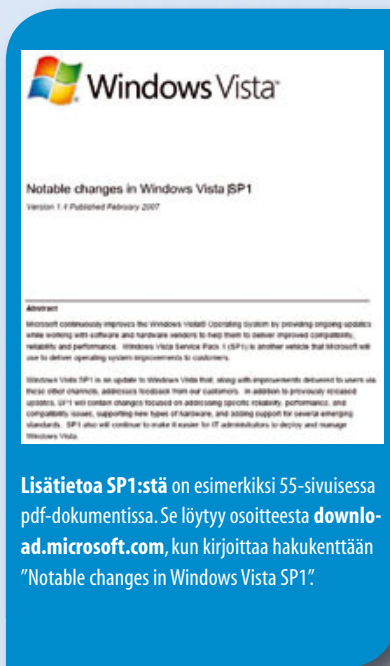 Windows Vista™
Notable changes in Windows Vista SP1
Version 1.4 Published February 2007
Abstract
Microsoft continuously improves the Windows Vista® Operating System by providing ongoing updates
while working with software and hardware vendors to help them to deliver improved compatibility,
reliability and performance. Windows Vista Service Pack 1 (SP1) is another vehicle that Microsoft will
use to deliver operating system improvements to customers.
Windows Vista SP1 is an update to Windows Vista that, along with improvements delivered to users via
these other channels, addresses feedback from our customers. In addition to previously released
updates, SP1 will contain changes focused on addressing specific reliability, performance, and
compatibility issues, supporting new types of hardware, and adding support for several emerging
standards. SP1 also will continue to make it easier for IT administrators to deploy and manage
Windows Vista.
Lisätietoa SP1:stä on esimerkiksi 55-sivuisessa
pdf-dokumentissa. Se löytyy osoitteesta downlo-
ad.microsoft.com, kun kirjoittaa hakukenttään
”Notable changes in Windows Vista SP1”.